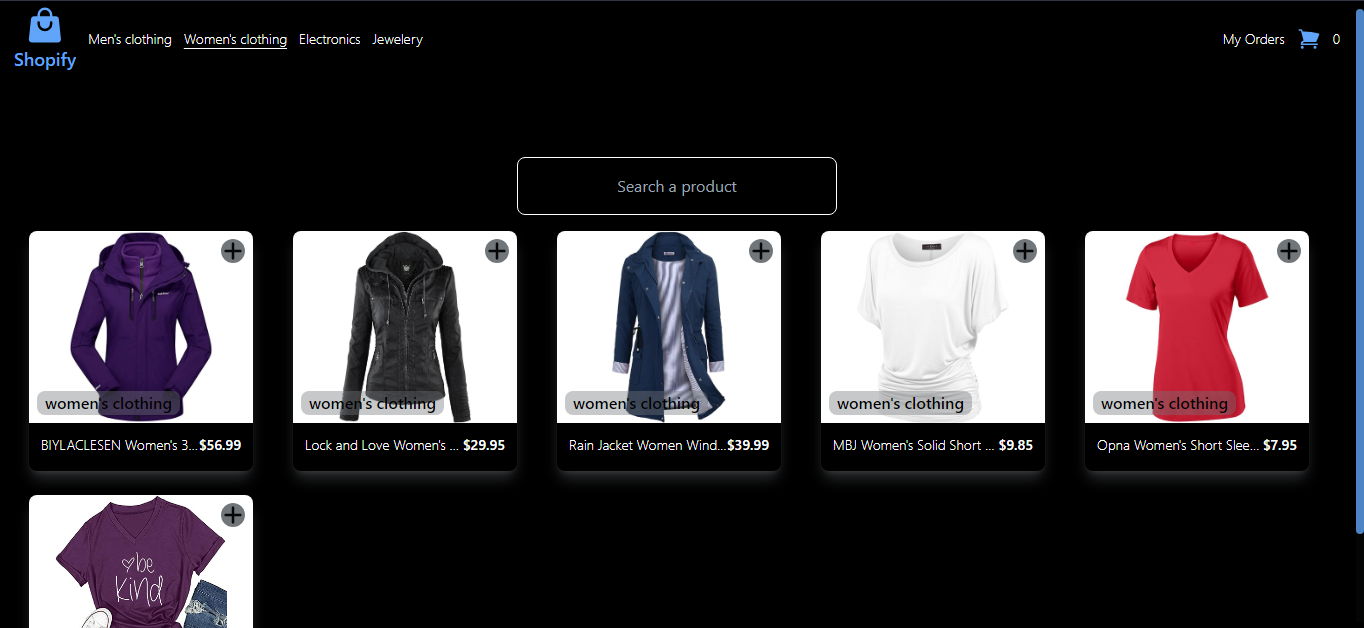 Shopify
Men's clothing Women's clothing Electronics Jewelery
My Orders 0
Search a product
women's clothing
BIYLACLESEN Women's 3... $56.99
women's clothing
Lock and Love Women's ... $29.95
women's clothing
Rain Jacket Women Wind... $39.99
women's clothing
MBJ Women's Solid Short ... $9.85
women's clothing
Opna Women's Short Slee... $7.95
be
kind